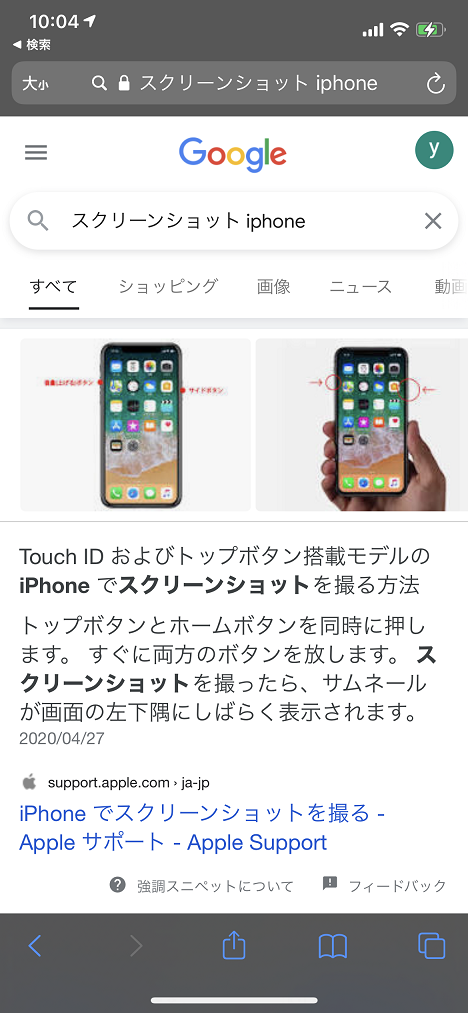 10:04
◀ 検索
大小 スクリーンショット iphone
Google
y
スクリーンショット iphone
すべて ショッピング 画像 ニュース 動画
音量(上げる)ボタン
サイドボタン
Touch ID およびトップボタン搭載モデルの
iPhone でスクリーンショットを撮る方法
トップボタンとホームボタンを同時に押し
ます。 すぐに両方のボタンを放します。 ス
クリーンショットを撮ったら、サムネール
が画面の左下隅にしばらく表示されます。
2020/04/27
support.apple.com › ja-jp
iPhone でスクリーンショットを撮る -
Apple サポート - Apple Support
強調スニペットについて フィードバック